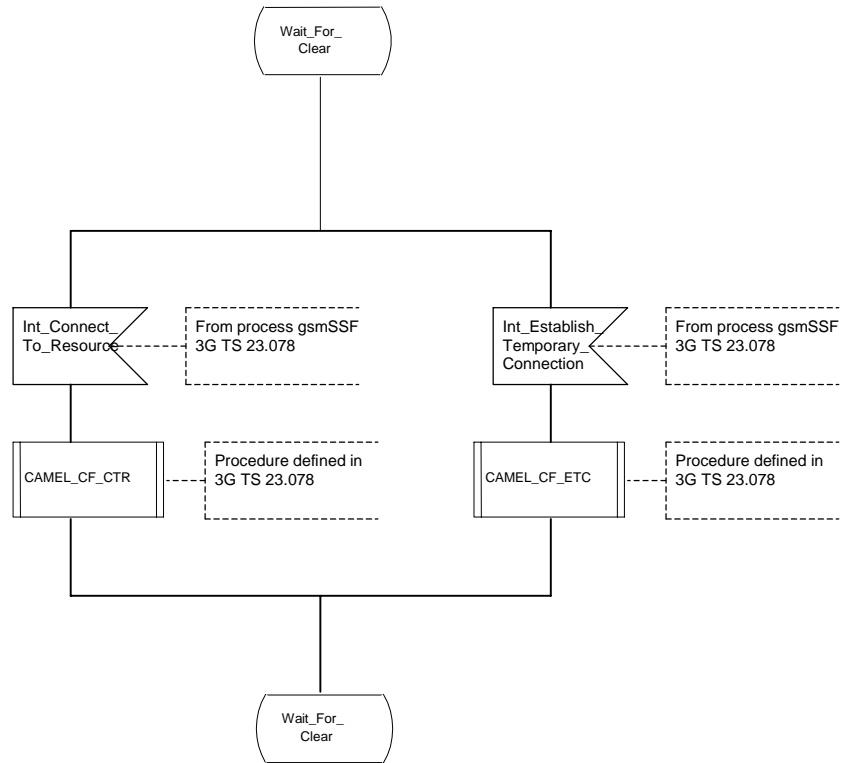 Wait_For_
Clear
Int_Connect_
To_Resource
From process gsmSSF
3G TS 23.078
Int_Establish_
Temporary_
Connection
From process gsmSSF
3G TS 23.078
CAMEL_CF_CTR
Procedure defined in
3G TS 23.078
CAMEL_CF_ETC
Procedure defined in
3G TS 23.078
Wait_For_
Clear